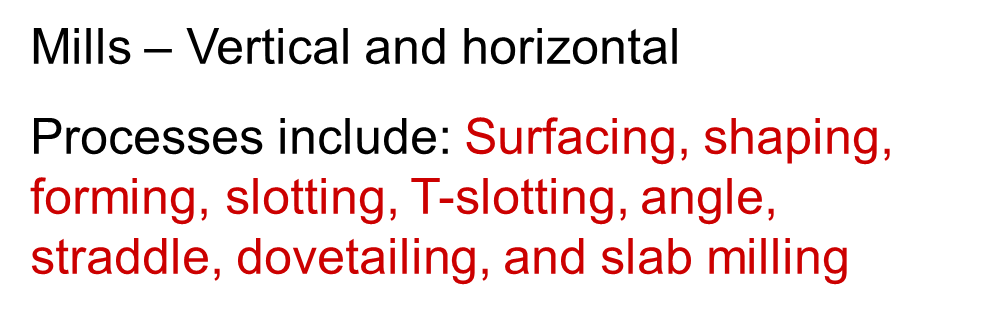 Mills – Vertical and horizontal
Processes include: Surfacing, shaping,
forming, slotting, T-slotting, angle,
straddle, dovetailing, and slab milling